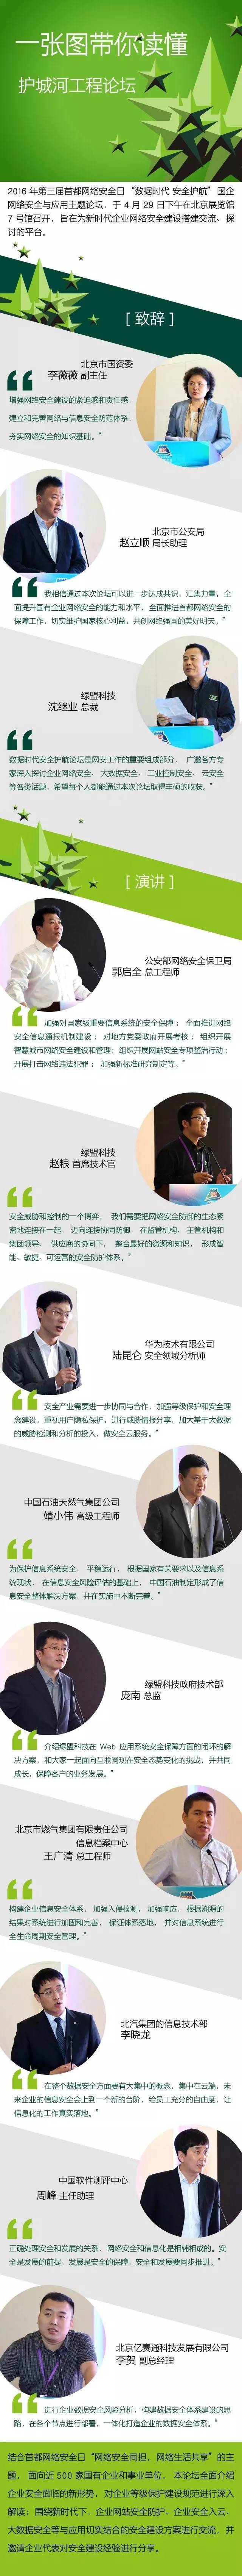 一张图带你读懂
护城河工程论坛
2016 年第三届首都网络安全日“数据时代 安全护航”国企
网络安全与应用主题论坛，于 4 月 29 日下午在北京展览馆
7 号馆召开，旨在为新时代企业网络安全建设搭建交流、探
讨的平台。
[ 致辞 ]
北京市国资委
李薇薇 副主任
增强网络安全建设的紧迫感和责任感，
建立和完善网络与信息安全防范体系，
夯实网络安全的知识基础。”
北京市公安局
赵立顺 局长助理
我相信通过本次论坛可以进一步达成共识，汇集力量，全
面提升国有企业网络安全的能力和水平，全面推进首都网络安全的
保障工作，切实维护国家核心利益，共创网络强国的美好明天。”
绿盟科技
沈继业 总裁
数据时代安全护航论坛是网安工作的重要组成部分， 广邀各方专
家深入探讨企业网络安全、 大数据安全、 工业控制安全、 云安全
等各类话题，希望每个人都能通过本次论坛取得丰硕的收获。”
[ 演讲 ]
公安部网络安全保卫局
郭启全 总工程师
加强对国家级重要信息系统的安全保障； 全面推进网络
安全信息通报机制建设； 对地方党委政府开展考核； 组织开展
智慧城市网络安全建设和管理；组织开展网站安全专项整治行动；
开展打击网络违法犯罪； 加强新标准研究制定等。”
绿盟科技
赵粮 首席技术官
安全威胁和控制的一个博弈， 我们需要把网络安全防御的生态紧
密地连接在一起， 迈向连接协同防御， 在监管机构、 主管机构和
集团领导、 供应商的协同下， 整合最好的资源和知识， 形成智
能、敏捷、可运营的安全防护体系。”
华为技术有限公司
陆昆仑 安全领域分析师
安全产业需要进一步协同与合作，加强等级保护和安全理
念建设，重视用户隐私保护，进行威胁情报分享，加大基于大数据
的威胁检测和分析的投入，做安全云服务。”
中国石油天然气集团公司
靖小伟 高级工程师
为保护信息系统安全、 平稳运行， 根据国家有关要求以及信息系
统现状， 在信息安全风险评估的基础上， 中国石油制定形成了信
息安全整体解决方案，并在实施中不断完善。”
绿盟科技政府技术部
庞南 总监
介绍绿盟科技在 Web 应用系统安全保障方面的闭环的解
决方案，和大家一起面向互联网现在安全态势变化的挑战，并共同
成长，保障客户的业务发展。”
北京市燃气集团有限责任公司
信息档案中心
王广清 总工程师
构建企业信息安全体系， 加强入侵检测， 加强响应， 根据溯源的
结果对系统进行加固和完善， 保证体系落地， 并对信息系统进行
全生命周期安全管理。”
北汽集团的信息技术部
李晓龙
在整个数据安全方面要有大集中的概念，集中在云端，未
来企业的信息安全会上到一个新的台阶，给员工充分的自由度，让
信息化的工作真实落地。”
中国软件测评中心
周峰 主任助理
正确处理安全和发展的关系，网络安全和信息化是相辅相成的。安
全是发展的前提，发展是安全的保障，安全和发展要同步推进。”
北京亿赛通科技发展有限公司
李贺 副总经理
进行企业数据安全风险分析， 构建数据安全体系建设的思
路，在各个节点进行部署，一体化打造企业的数据安全体系。”
结合首都网络安全日“网络安全同担， 网络生活共享”的主
题， 面向近 500 家国有企业和事业单位， 本论坛全面介绍
企业安全面临的新形势，对企业等级保护建设规范进行深入
解读；围绕新时代下，企业网站安全防护、企业安全入云、
大数据安全等与应用切实结合的安全建设方案进行交流，并
邀请企业代表对安全建设经验进行分享。